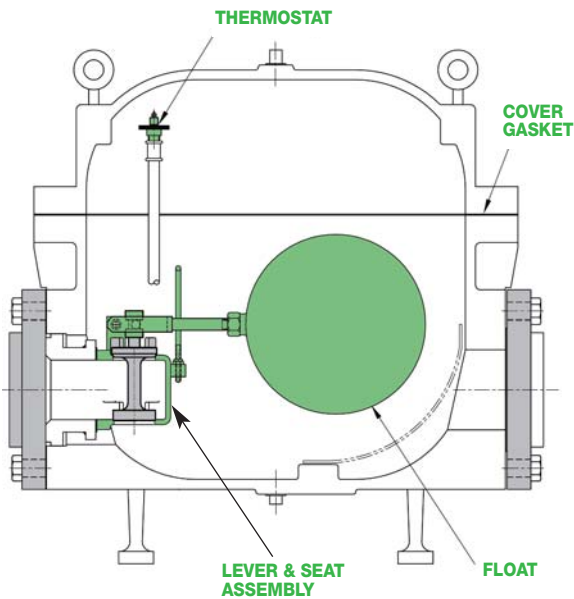 THERMOSTAT
COVER
GASKET
LEVER & SEAT
ASSEMBLY
FLOAT